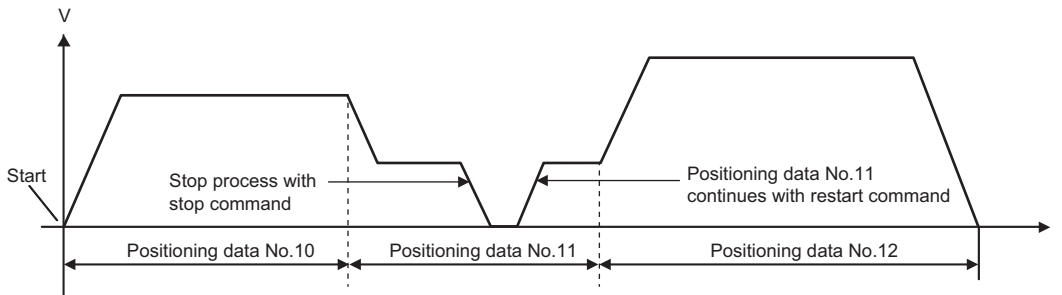 V
Start
Stop process with
stop command
Positioning data No.11
continues with restart command
Positioning data No.10
Positioning data No.11
Positioning data No.12